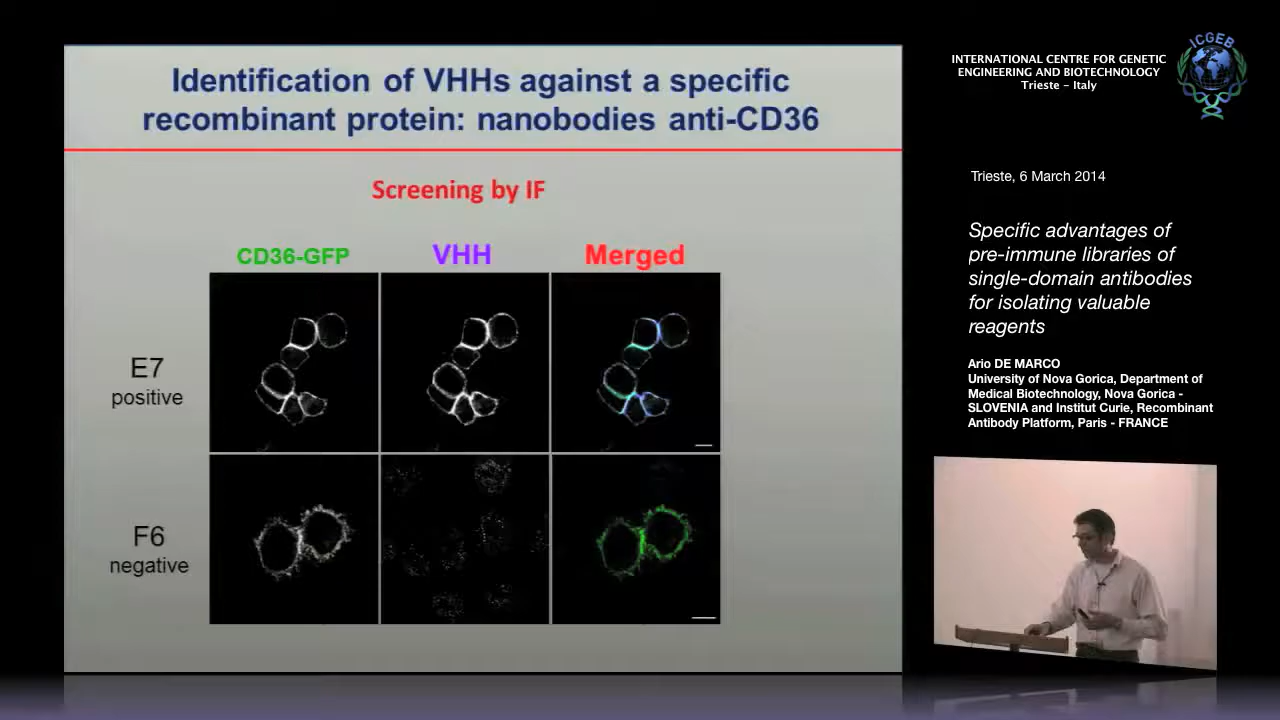 Identification of VHHs against a specific
recombinant protein: nanobodies anti-CD36
Screening by IF
CD36-GFP
VHH
Merged
E7
positive
F6
negative
INTERNATIONAL CENTRE FOR GENETIC
ENGINEERING AND BIOTECHNOLOGY
Trieste - Italy
ICGEB
Trieste, 6 March 2014
Specific advantages of
pre-immune libraries of
single-domain antibodies
for isolating valuable
reagents
Ario DE MARCO
University of Nova Gorica, Department of
Medical Biotechnology, Nova Gorica -
SLOVENIA and Institut Curie, Recombinant
Antibody Platform, Paris - FRANCE